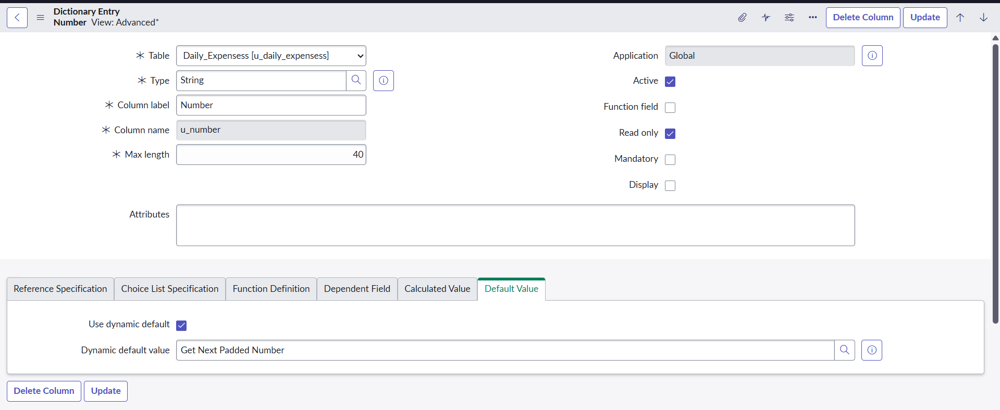 Dictionary Entry
Number View: Advanced*
Delete Column
Update
Table
Daily_Expensess [u_daily_expensess]
Application
Global
Type
String
Active
Column label
Number
Function field
Column name
u_number
Read only
Max length
40
Mandatory
Display
Attributes
Reference Specification
Choice List Specification
Function Definition
Dependent Field
Calculated Value
Default Value
Use dynamic default
Dynamic default value
Get Next Padded Number
Delete Column
Update